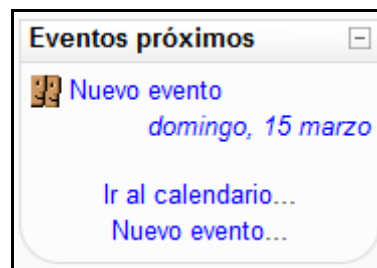 Eventos próximos
Nuevo evento
domingo, 15 marzo
Ir al calendario...
Nuevo evento...